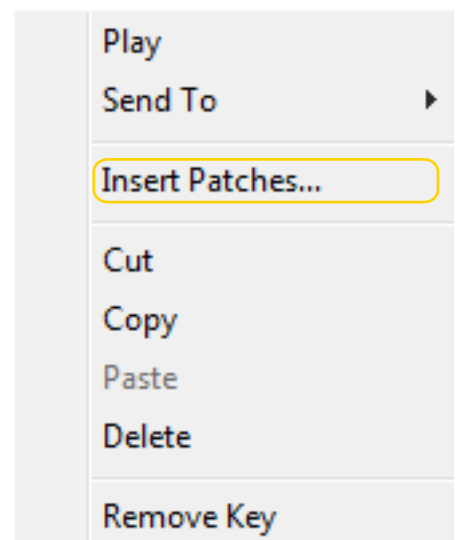 Play
Send To
Insert Patches...
Cut
Copy
Paste
Delete
Remove Key